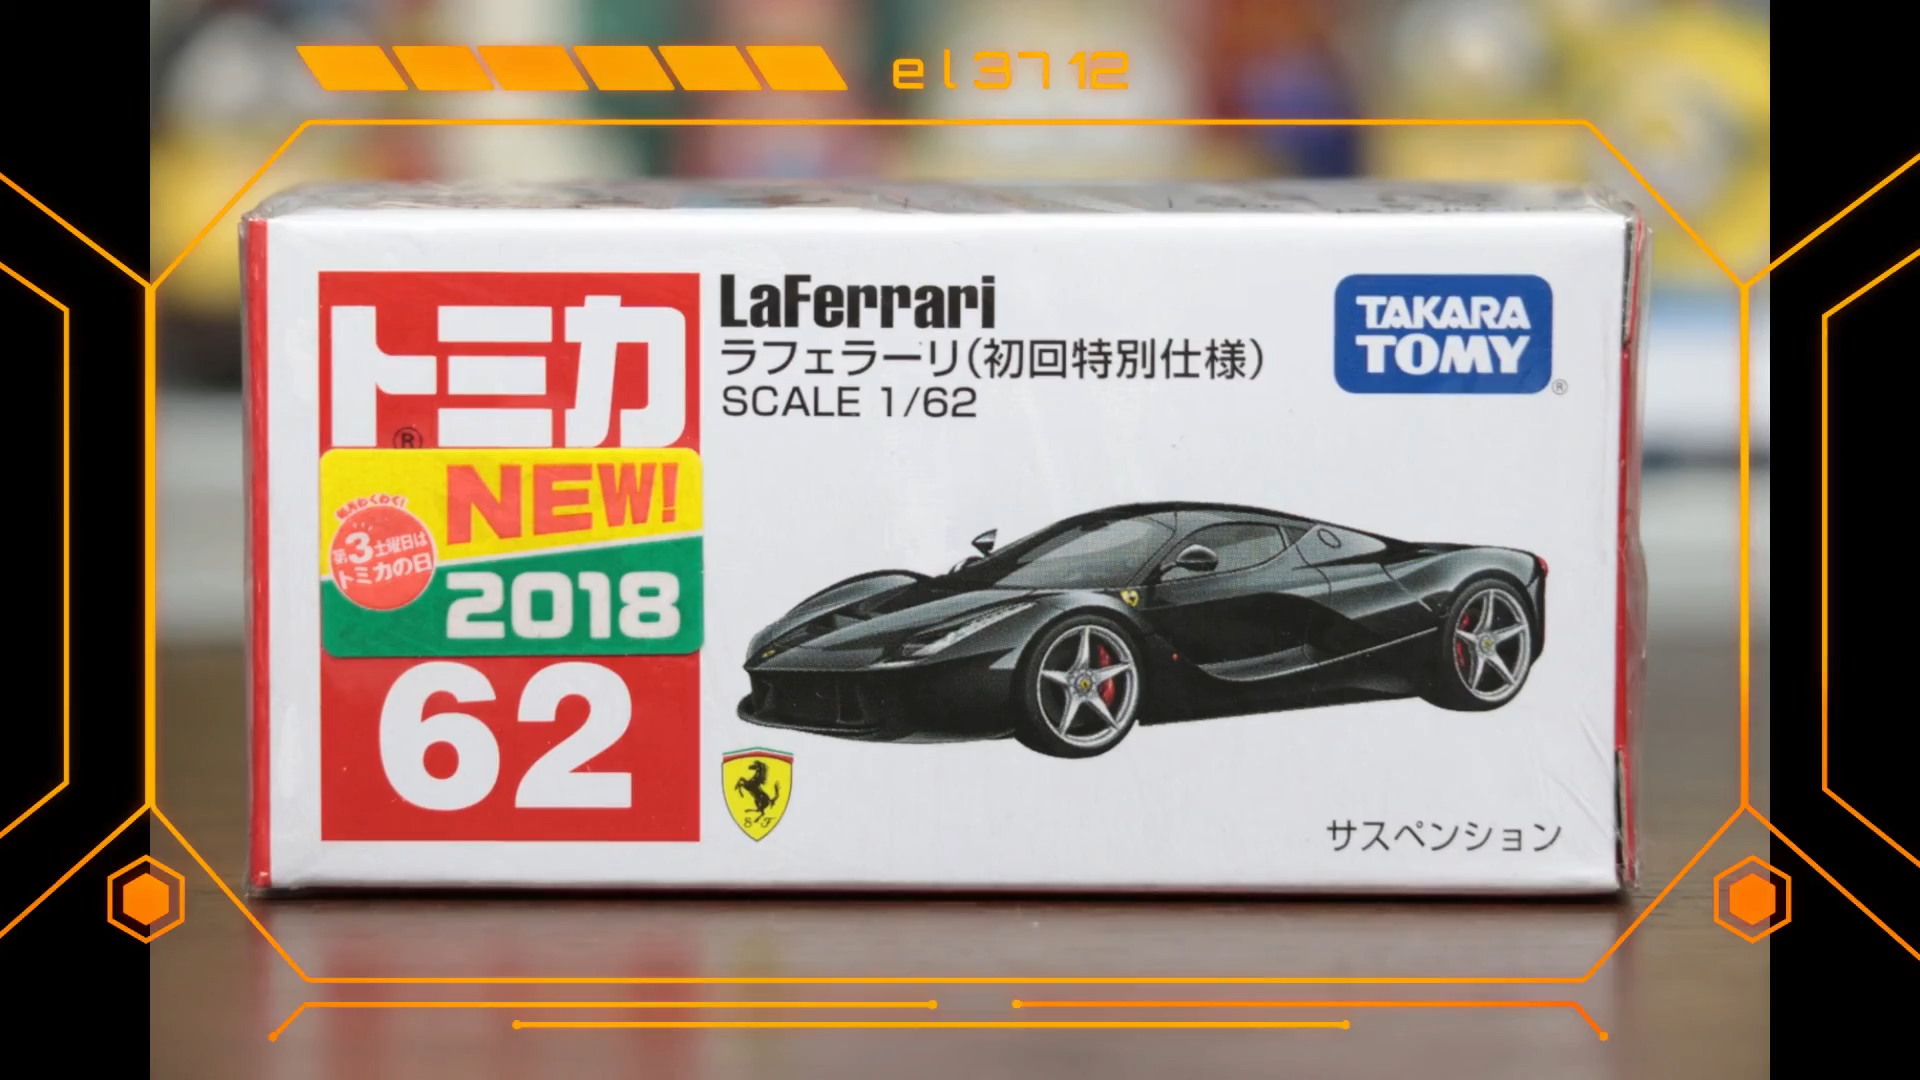 el3712
トミカ
®
LaFerrari
ラフェラーリ(初回特別仕様)
SCALE 1/62
TAKARA
TOMY
®
NEW!
第3土曜日は
トミカの日
2018
62
S F
サスペンション